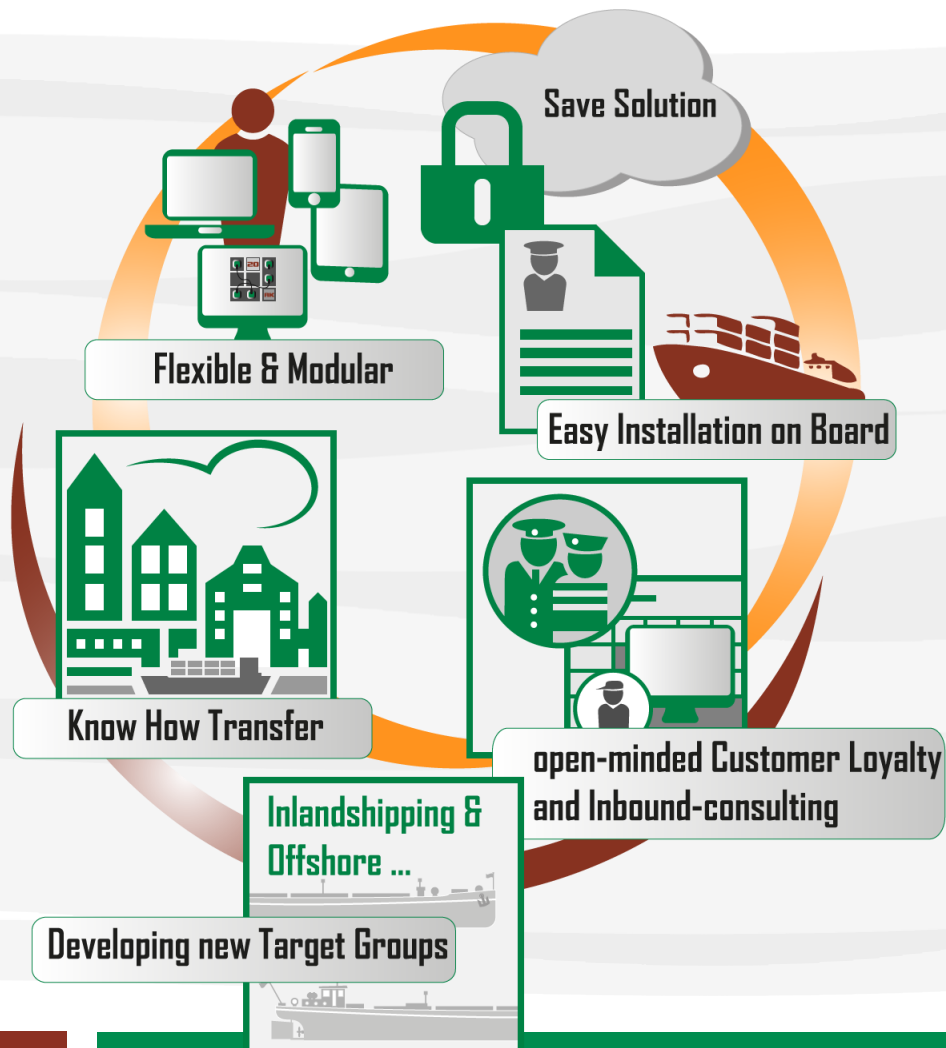 Save Solution
Flexible & Modular
Easy Installation on Board
Know How Transfer
open-minded Customer Loyalty
and Inbound-consulting
Inlandshipping &
Offshore ...
Developing new Target Groups